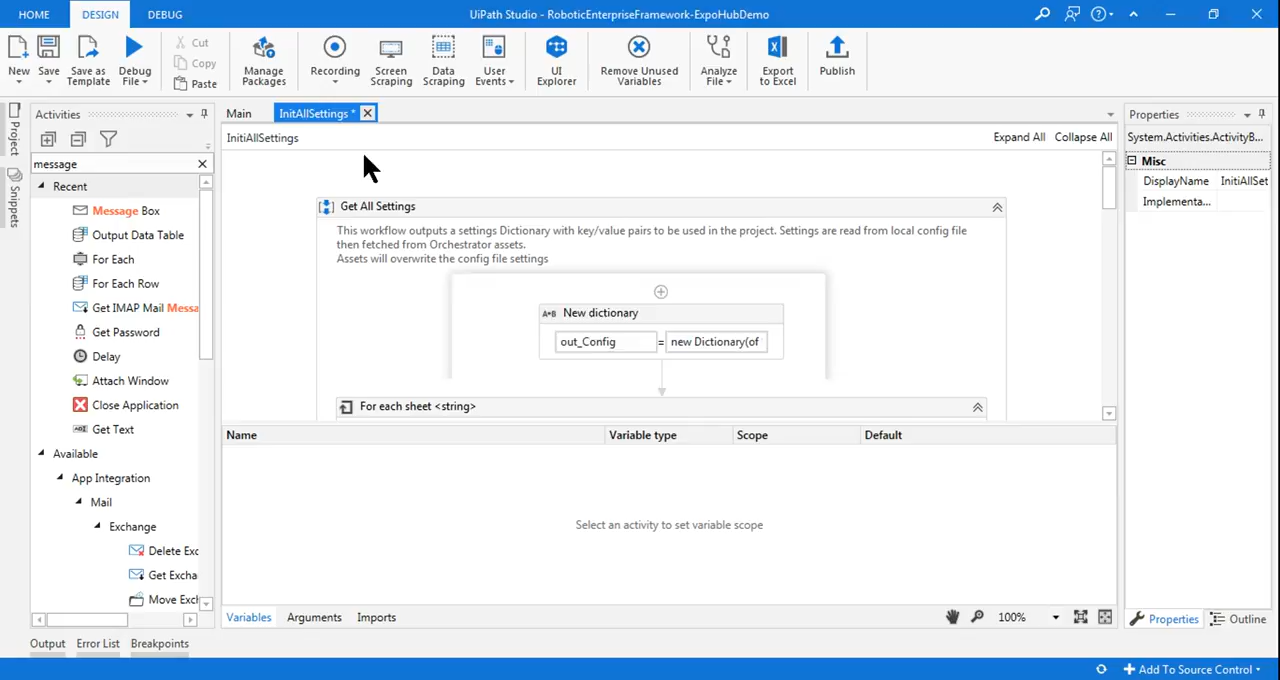 HOME DESIGN DEBUG
UiPath Studio - RoboticEnterpriseFramework-ExpoHubDemo
New
Save
Save as
Template
Debug
File
Cut
Copy
Paste
Manage
Packages
Recording
Screen
Scraping
Data
Scraping
User
Events
UI
Explorer
Remove Unused
Variables
Analyze
File
Export
to Excel
Publish
Project
Snippets
Activities
message
Recent
Message Box
Output Data Table
For Each
For Each Row
Get IMAP Mail Messa
Get Password
Delay
Attach Window
Close Application
Get Text
Available
App Integration
Mail
Exchange
Delete Exc
Get Excha
Move Exch
Main
InitAllSettings *
InitiAllSettings
Expand All Collapse All
Get All Settings
This workflow outputs a settings Dictionary with key/value pairs to be used in the project. Settings are read from local config file
then fetched from Orchestrator assets.
Assets will overwrite the config file settings
A+B New dictionary
out_Config = new Dictionary(of
For each sheet <string>
Name Variable type Scope Default
Select an activity to set variable scope
Variables Arguments Imports
100%
Properties
System.Activities.ActivityB...
Misc
DisplayName InitiAllSet
Implementa...
Properties Outline
Output Error List Breakpoints
Add To Source Control